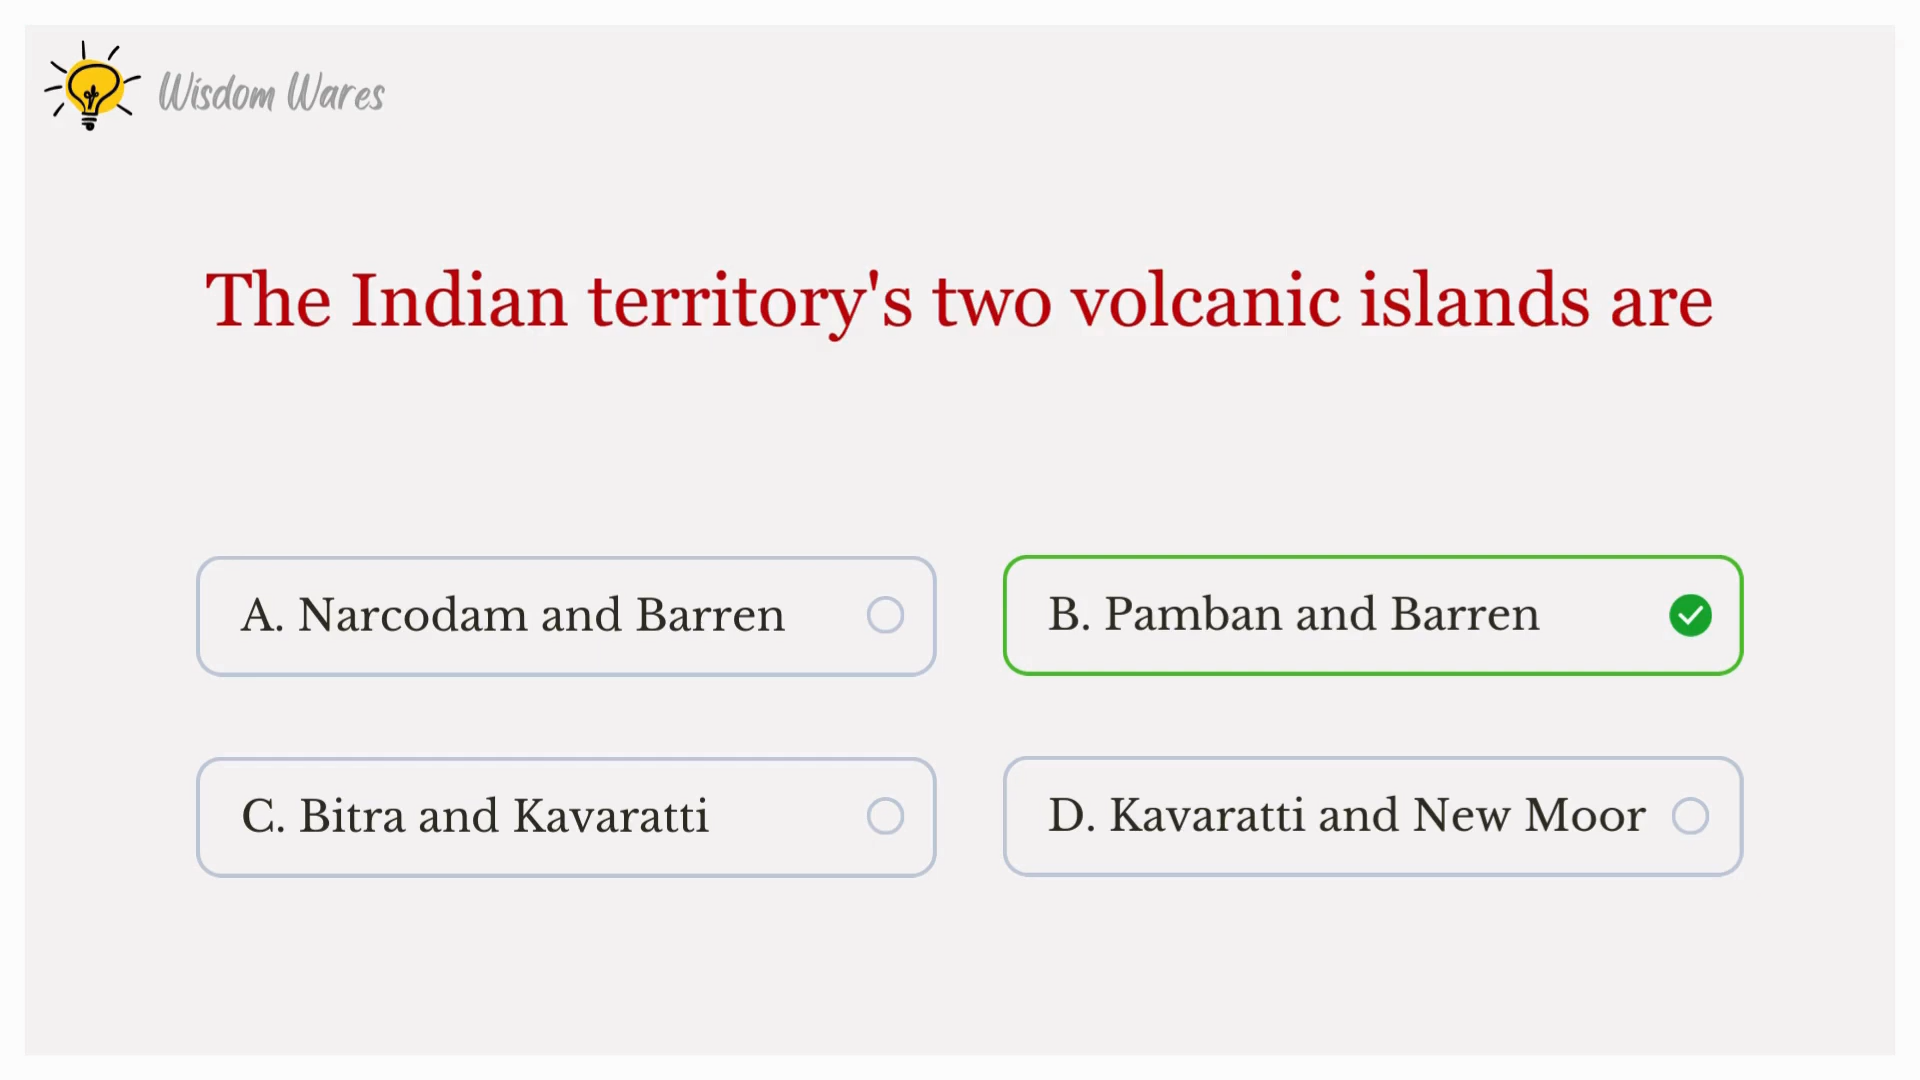 Wisdom Wares
The Indian territory's two volcanic islands are
A. Narcodam and Barren
B. Pamban and Barren
C. Bitra and Kavaratti
D. Kavaratti and New Moor